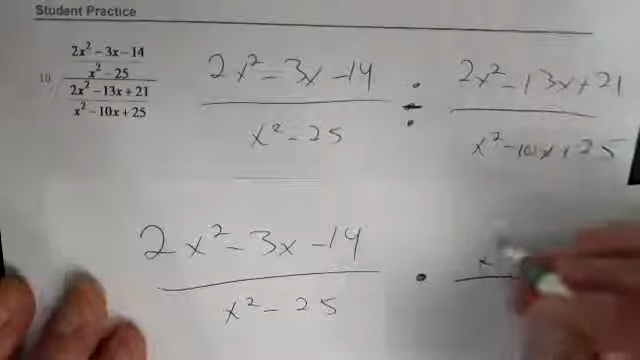 Student Practice
10.
2x² – 3x – 14
x² – 25
2x² – 13x + 21
x² – 10x + 25
2x² – 3x – 14 ÷ 2x² – 13x + 21
x² – 25 x² – 10x + 25
2x² – 3x – 14 · x
x² – 25